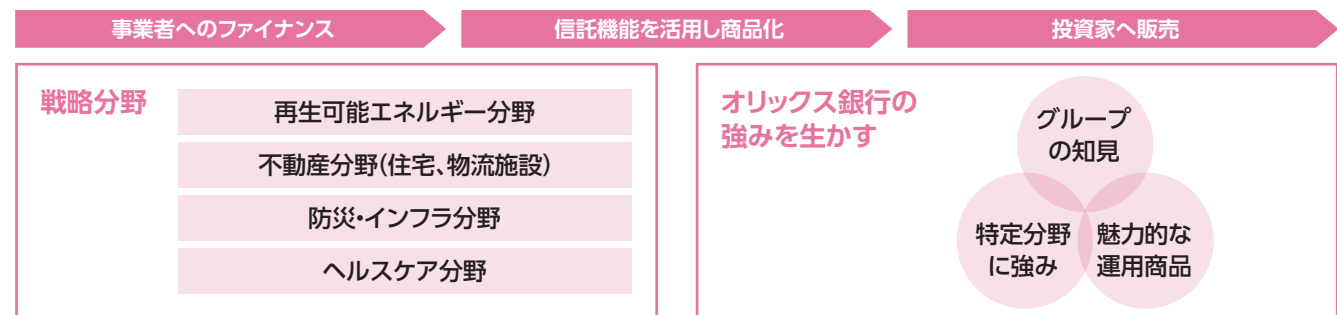 事業者へのファイナンス
信託機能を活用し商品化
投資家へ販売
戦略分野
再生可能エネルギー分野
不動産分野(住宅、物流施設)
防災・インフラ分野
ヘルスケア分野
オリックス銀行の
強みを生かす
グループ
の知見
特定分野
に強み
魅力的な
運用商品